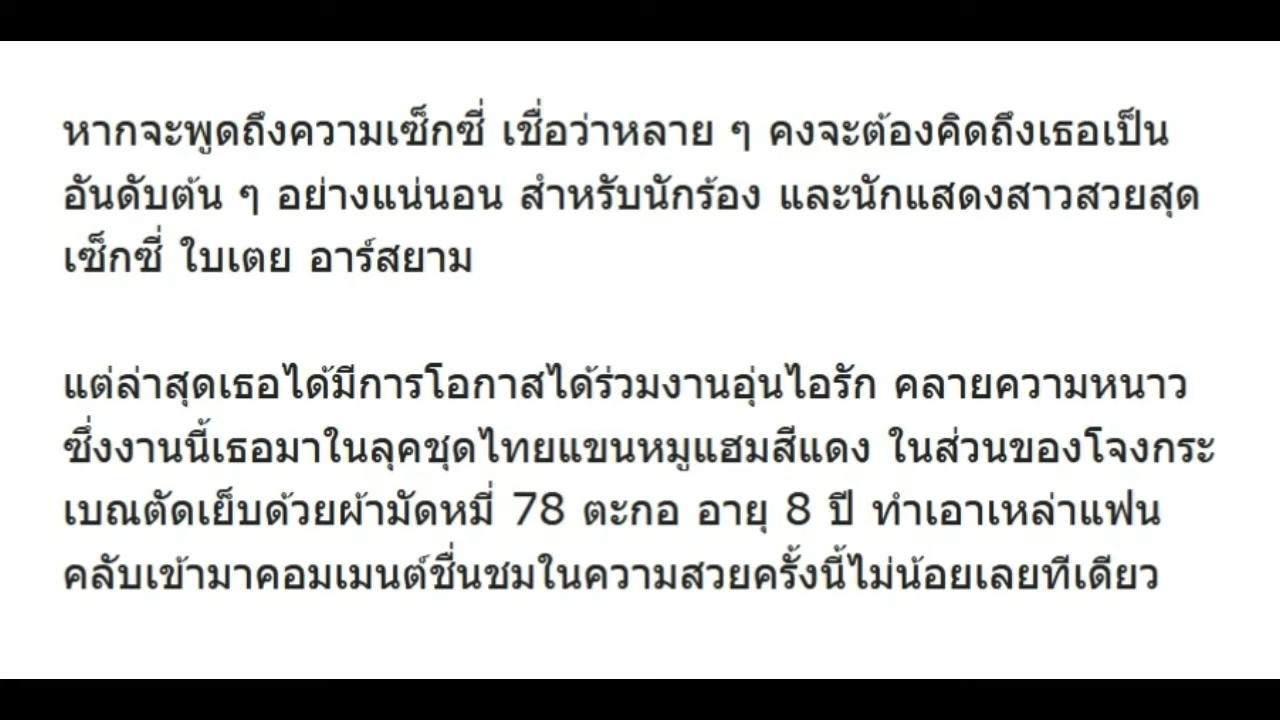 หากจะพูดถึงความเซ็กซี่ เชื่อว่าหลาย ๆ คงจะต้องคิดถึงเธอเป็น
อันดับต้น ๆ อย่างแน่นอน สำหรับนักร้อง และนักแสดงสาวสวยสุด
เซ็กซี่ ใบเตย อาร์สยาม
แต่ล่าสุดเธอได้มีการโอกาสได้ร่วมงานอุ่นไอรัก คลายความหนาว
ซึ่งงานนี้เธอมาในลุคชุดไทยแขนหมูแฮมสีแดง ในส่วนของโจงกระ
เบณตัดเย็บด้วยผ้ามัดหมี่ 78 ตะกอ อายุ 8 ปี ทำเอาเหล่าแฟน
คลับเข้ามาคอมเมนต์ชื่นชมในความสวยครั้งนี้ไม่น้อยเลยทีเดียว